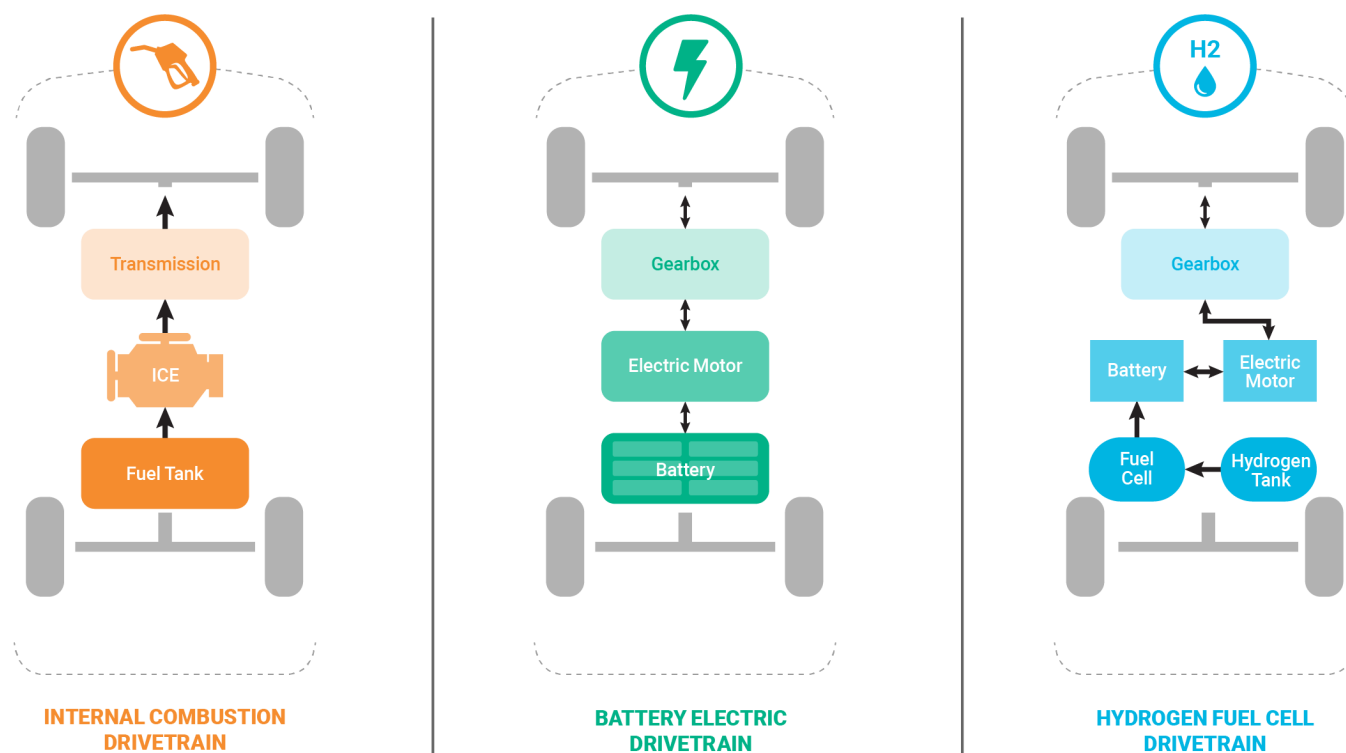 Transmission
ICE
Fuel Tank
INTERNAL COMBUSTION
DRIVETRAIN
Gearbox
Electric Motor
Battery
BATTERY ELECTRIC
DRIVETRAIN
H2
Gearbox
Battery
Electric
Motor
Fuel
Cell
Hydrogen
Tank
HYDROGEN FUEL CELL
DRIVETRAIN